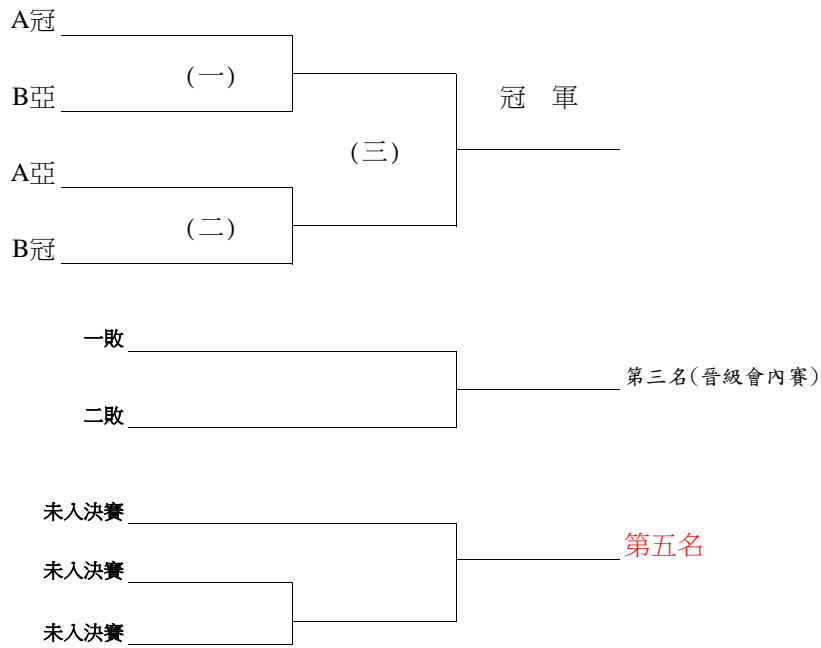 A冠
(一)
B亞
冠 軍
(三)
A亞
(二)
B冠
一敗
第三名(晉級會內賽)
二敗
未入決賽
第五名
未入決賽
未入決賽